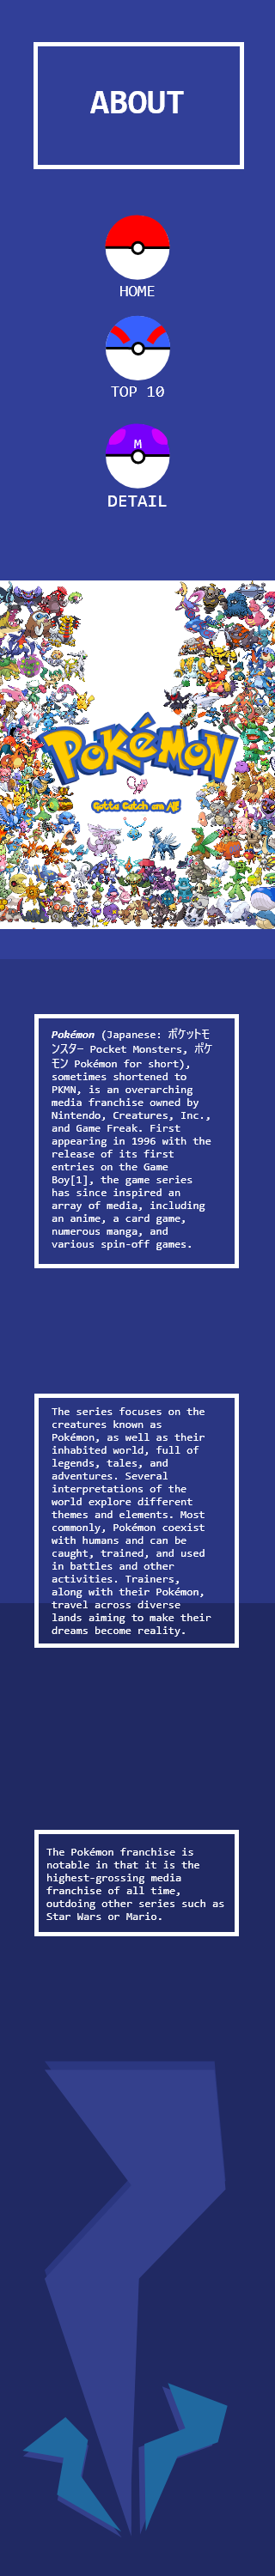 ABOUT
HOME
TOP 10
M
DETAIL
POKéMON
Gotta Catch em All!
Pokémon (Japanese: ポケットモ
ンスター Pocket Monsters, ポケ
モン Pokémon for short),
sometimes shortened to
PKMN, is an overarching
media franchise owned by
Nintendo, Creatures, Inc.,
and Game Freak. First
appearing in 1996 with the
release of its first
entries on the Game
Boy[1], the game series
has since inspired an
array of media, including
an anime, a card game,
numerous manga, and
various spin-off games.
The series focuses on the
creatures known as
Pokémon, as well as their
inhabited world, full of
legends, tales, and
adventures. Several
interpretations of the
world explore different
themes and elements. Most
commonly, Pokémon coexist
with humans and can be
caught, trained, and used
in battles and other
activities. Trainers,
along with their Pokémon,
travel across diverse
lands aiming to make their
dreams become reality.
The Pokémon franchise is
notable in that it is the
highest-grossing media
franchise of all time,
outdoing other series such as
Star Wars or Mario.